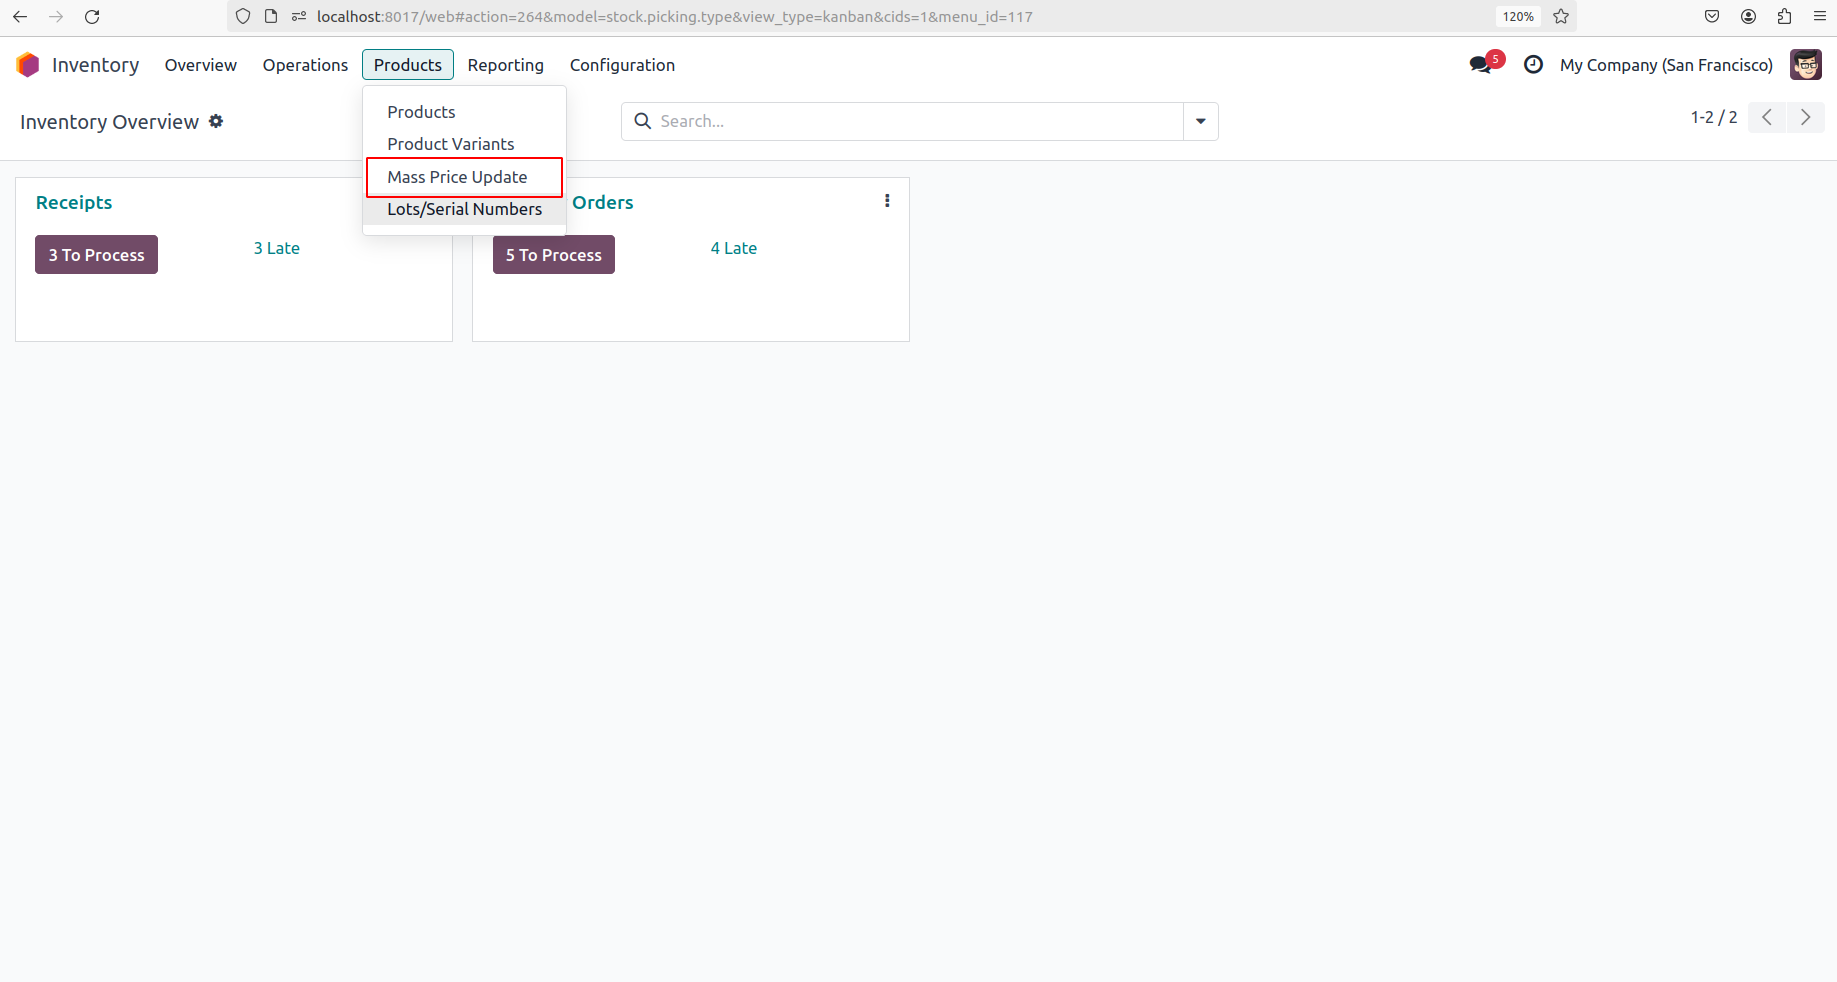 localhost:8017/web#action=264&model=stock.picking.type&view_type=kanban&cids=1&menu_id=117
120%
Inventory Overview Operations Products Reporting Configuration
5
My Company (San Francisco)
Inventory Overview
Search...
1-2 / 2
Products
Product Variants
Mass Price Update
Lots/Serial Numbers
Receipts
3 To Process
3 Late
Orders
5 To Process
4 Late